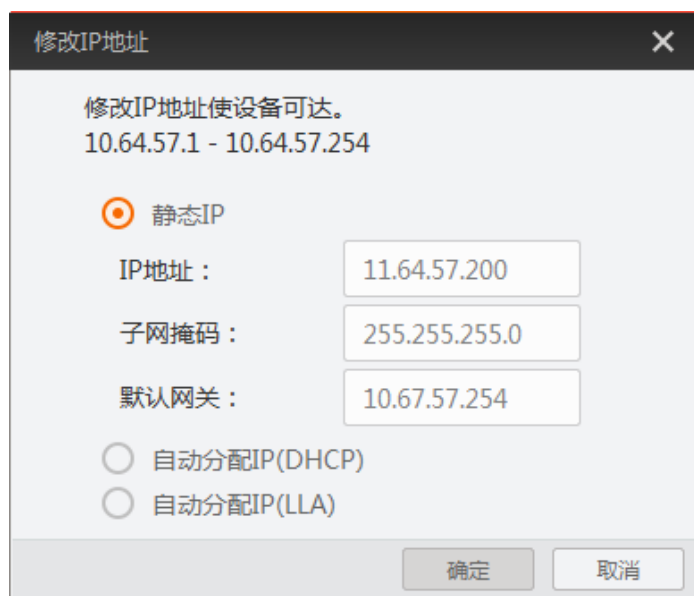 修改IP地址
修改IP地址使设备可达。
10.64.57.1 - 10.64.57.254
静态IP
IP地址： 11.64.57.200
子网掩码： 255.255.255.0
默认网关： 10.67.57.254
自动分配IP(DHCP)
自动分配IP(LLA)
确定 取消